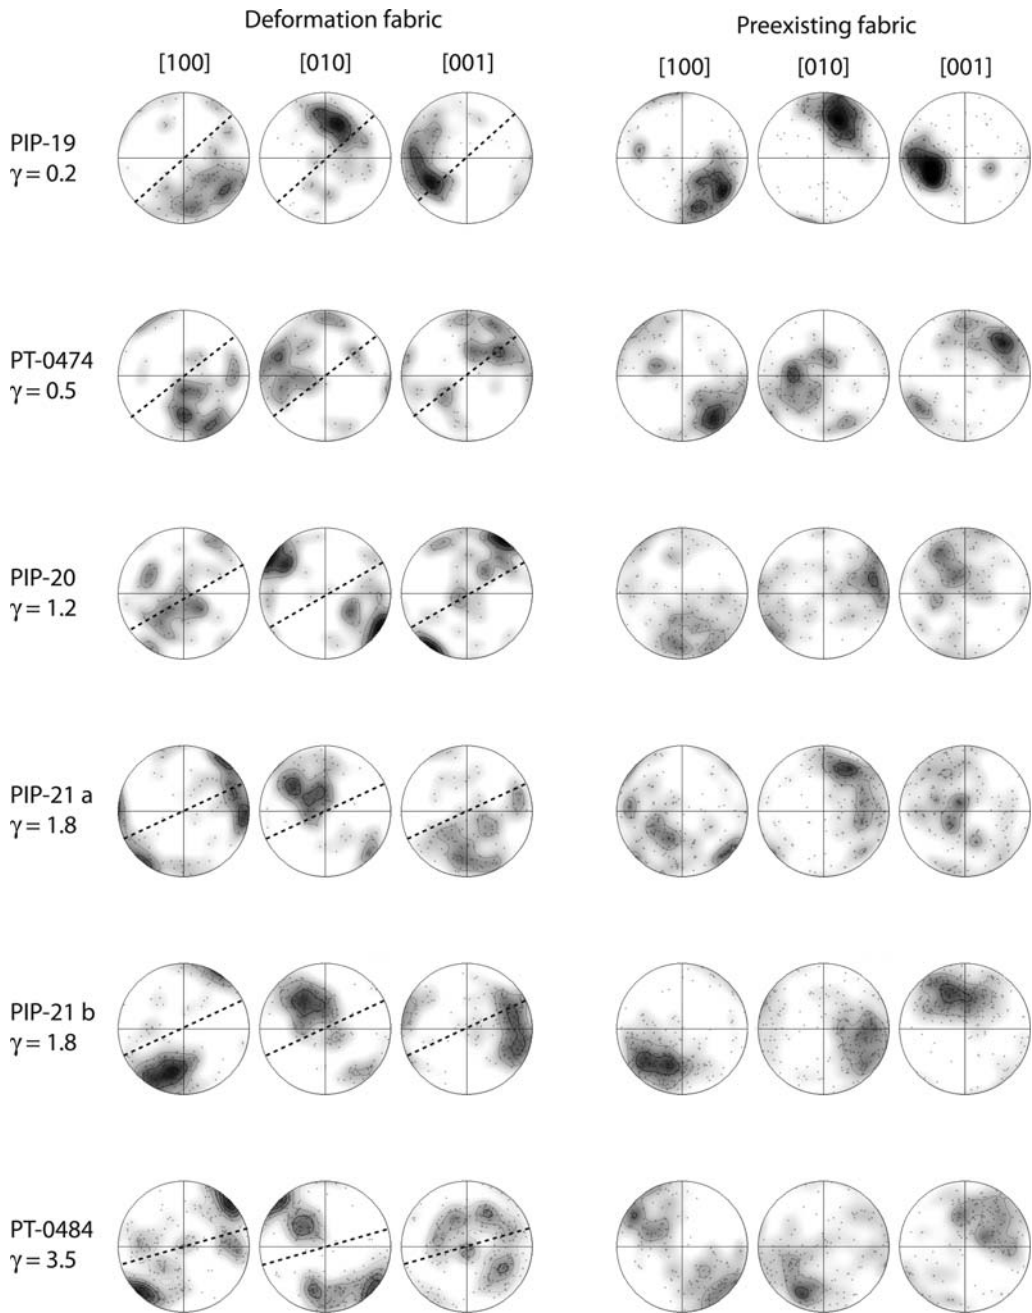 Deformation fabric
Preexisting fabric
[100] [010] [001]
[100] [010] [001]
PIP-19
γ = 0.2
PT-0474
γ = 0.5
PIP-20
γ = 1.2
PIP-21 a
γ = 1.8
PIP-21 b
γ = 1.8
PT-0484
γ = 3.5